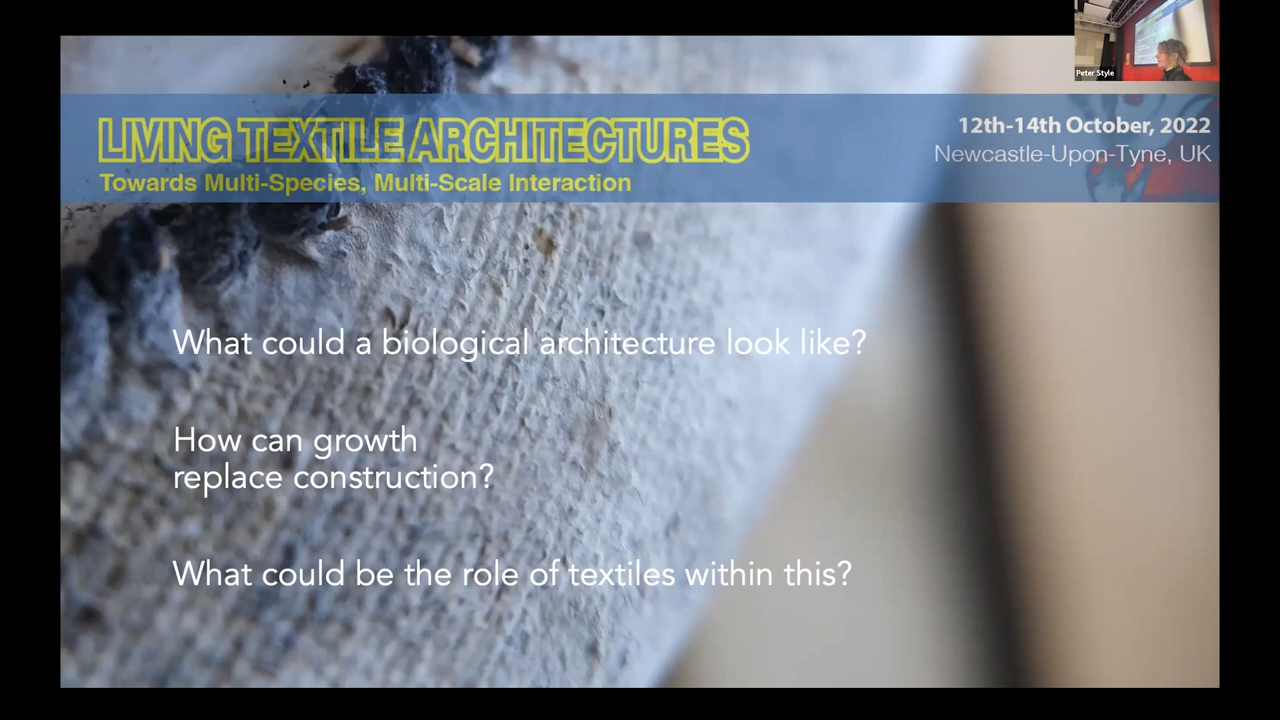 Peter Style
LIVING TEXTILE ARCHITECTURES
Towards Multi-Species, Multi-Scale Interaction
12th-14th October, 2022
Newcastle-Upon-Tyne, UK
What could a biological architecture look like?
How can growth
replace construction?
What could be the role of textiles within this?